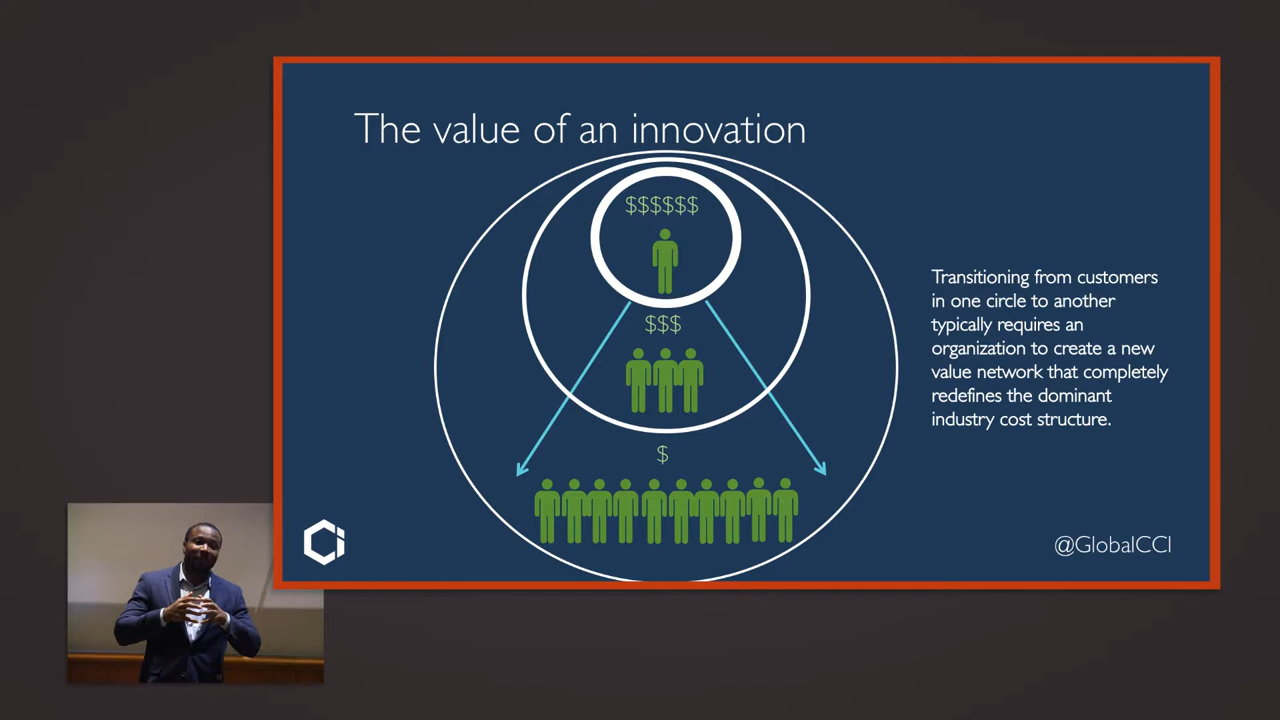 The value of an innovation
$$$$$$
$$$
$
Transitioning from customers
in one circle to another
typically requires an
organization to create a new
value network that completely
redefines the dominant
industry cost structure.
@GlobalCCI